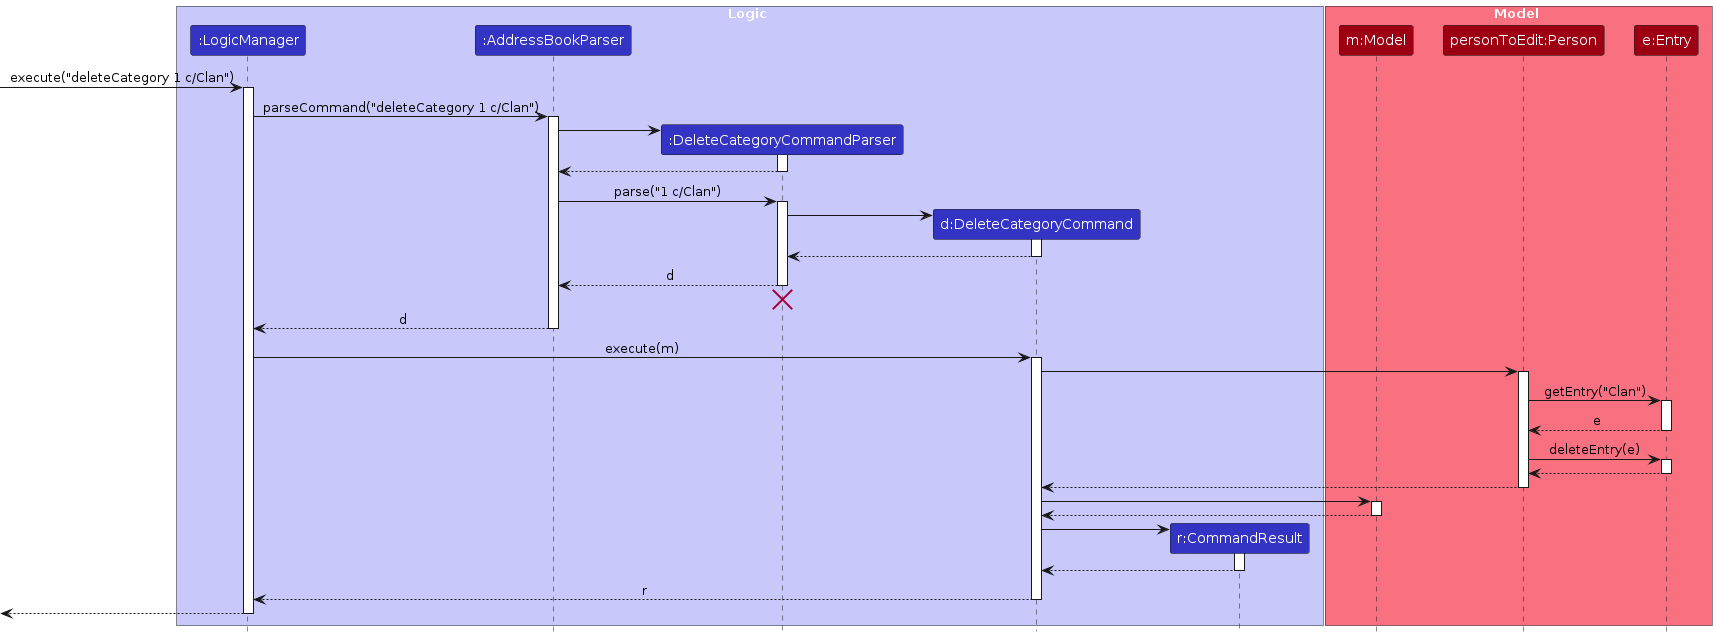 Logic
Model
:LogicManager
:AddressBookParser
m:Model
personToEdit:Person
e:Entry
execute("deleteCategory 1 c/Clan")
parseCommand("deleteCategory 1 c/Clan")
:DeleteCategoryCommandParser
parse("1 c/Clan")
d:DeleteCategoryCommand
d
d
execute(m)
getEntry("Clan")
e
deleteEntry(e)
r:CommandResult
r